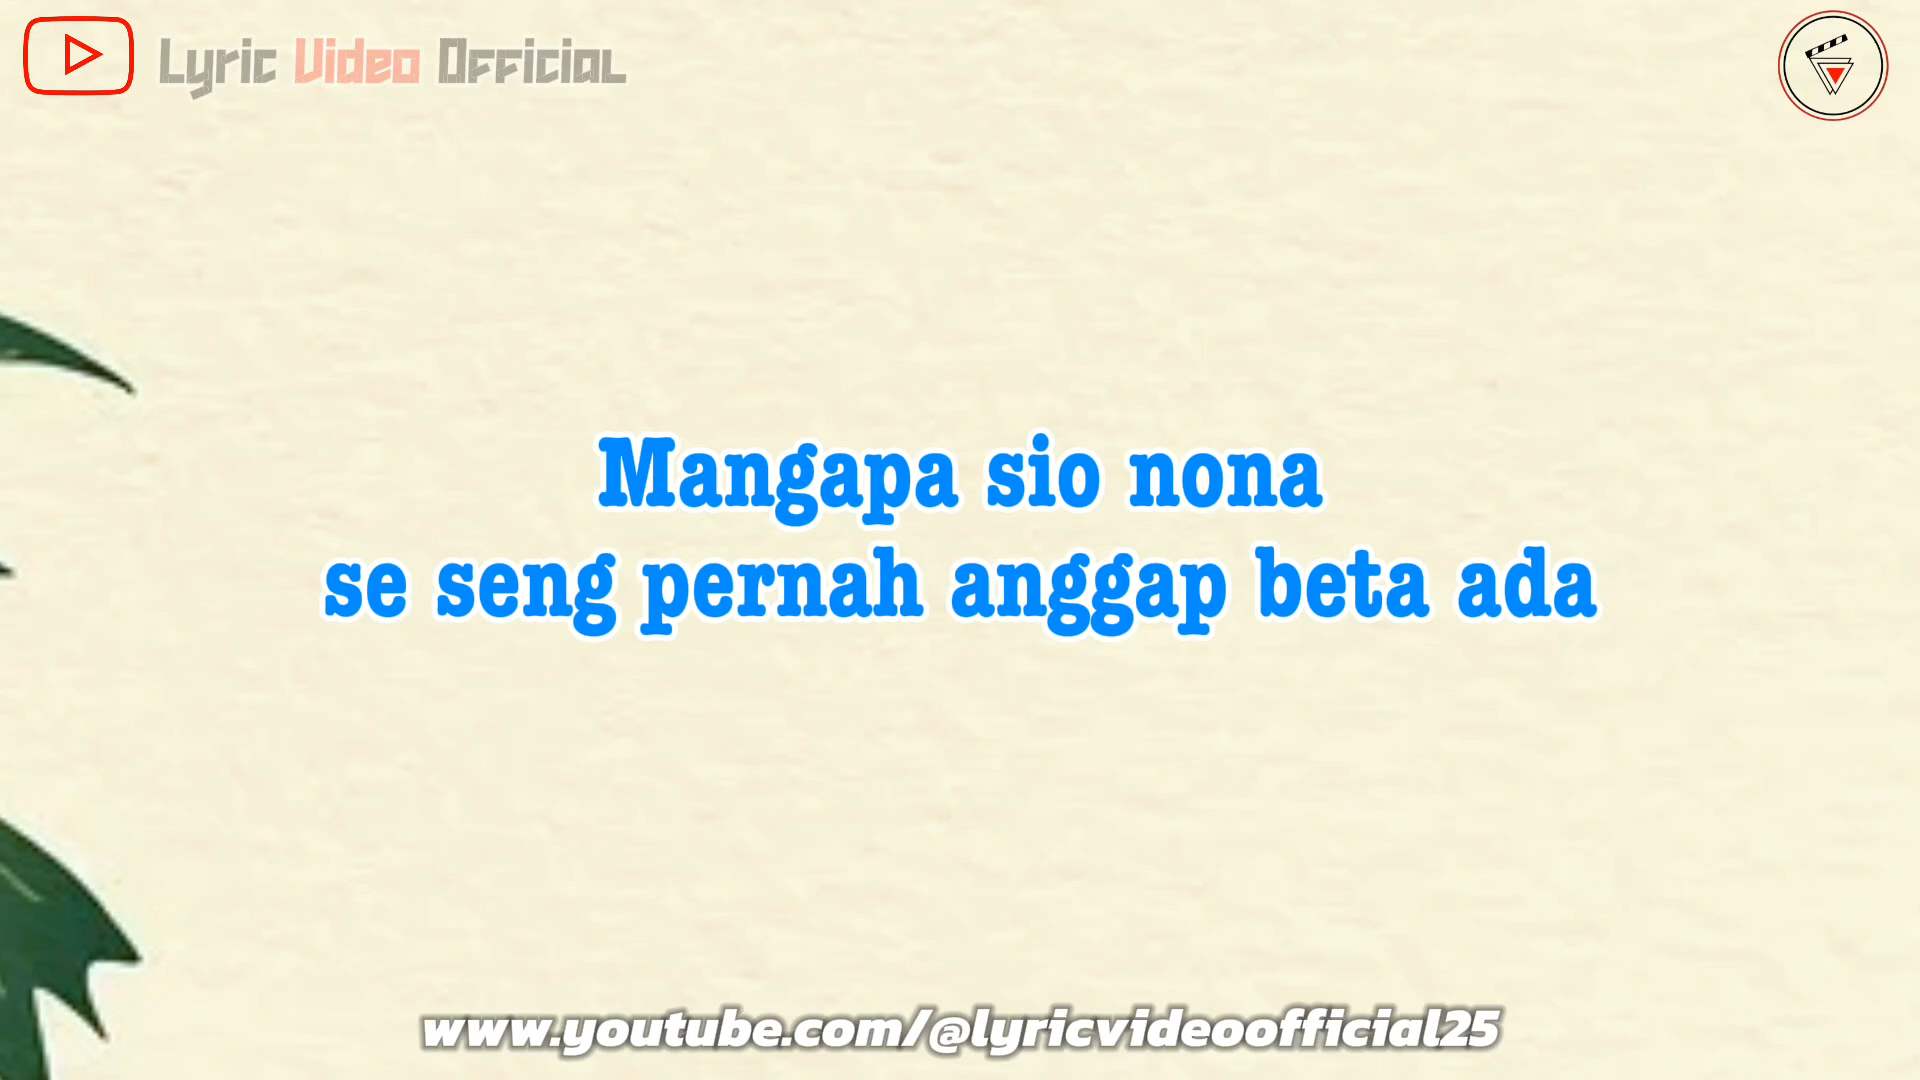 Lyric Video Official
Mangapa sio nona
se seng pernah anggap beta ada
www.youtube.com/@lyricvideoofficial25